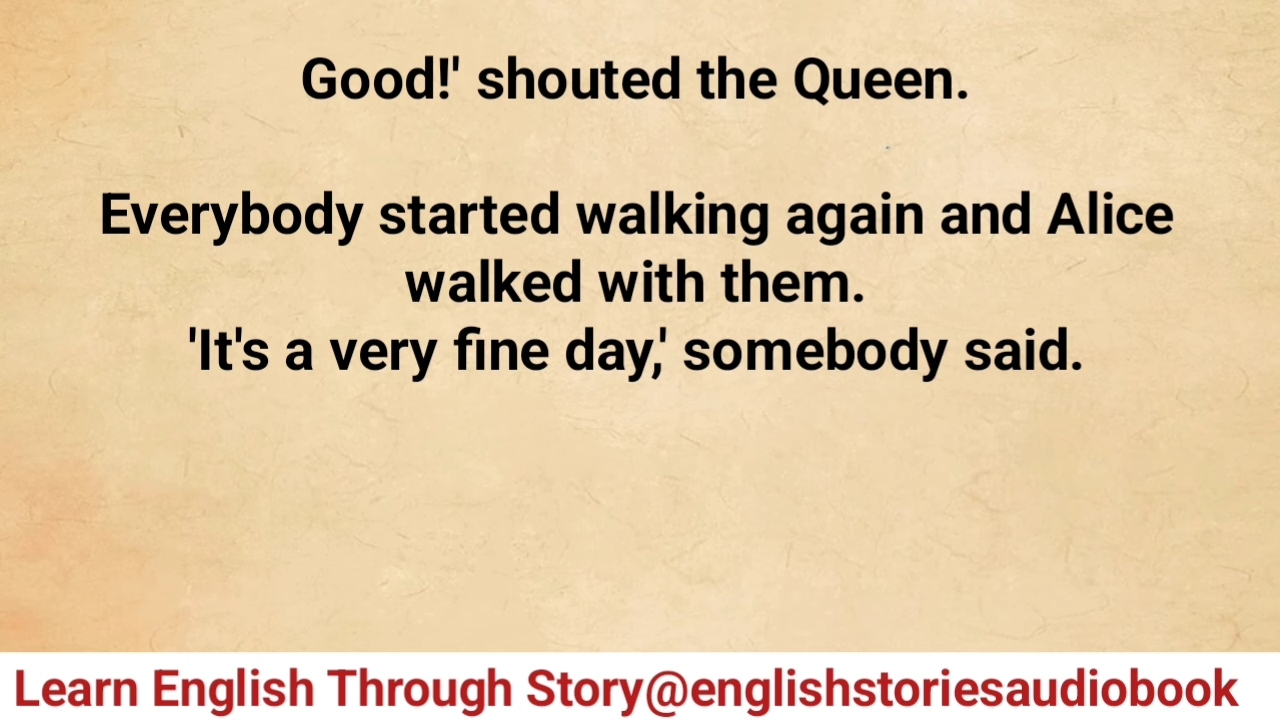 Good!' shouted the Queen.
Everybody started walking again and Alice
walked with them.
'It's a very fine day,' somebody said.
Learn English Through Story@englishstoriesaudiobook